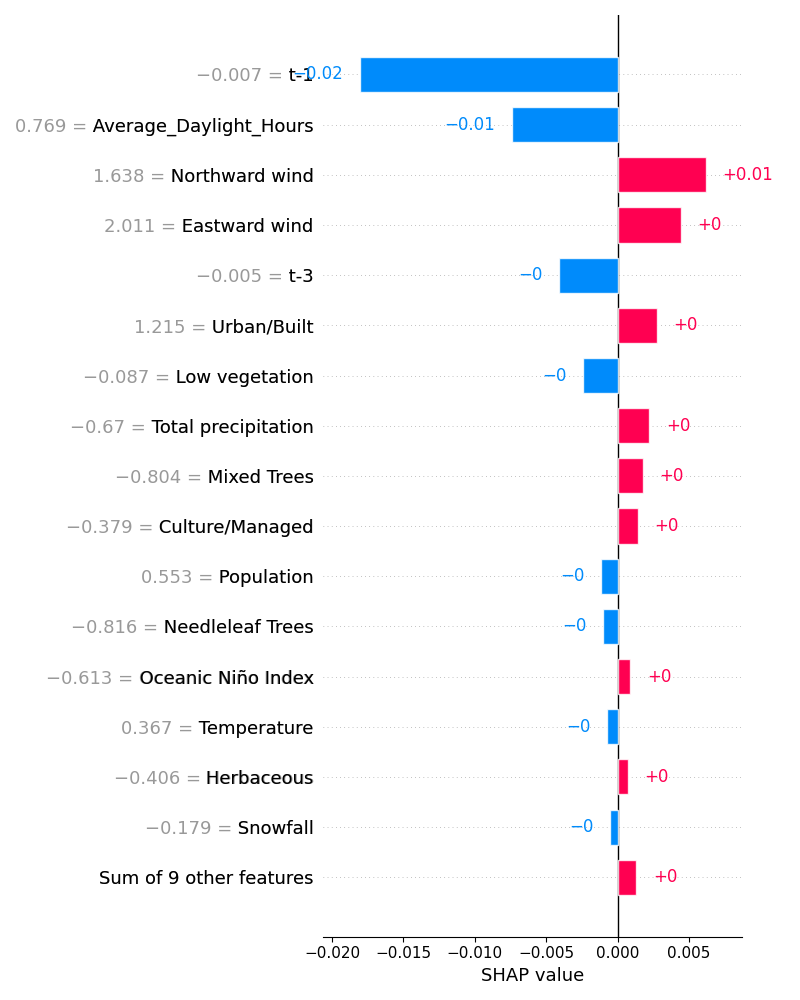 −0.007 = t-1 −0.02
0.769 = Average_Daylight_Hours −0.01
1.638 = Northward wind +0.01
2.011 = Eastward wind +0
−0.005 = t-3 −0
1.215 = Urban/Built +0
−0.087 = Low vegetation −0
−0.67 = Total precipitation +0
−0.804 = Mixed Trees +0
−0.379 = Culture/Managed +0
0.553 = Population −0
−0.816 = Needleleaf Trees −0
−0.613 = Oceanic Niño Index +0
0.367 = Temperature −0
−0.406 = Herbaceous +0
−0.179 = Snowfall −0
Sum of 9 other features +0
−0.020 −0.015 −0.010 −0.005 0.000 0.005
SHAP value